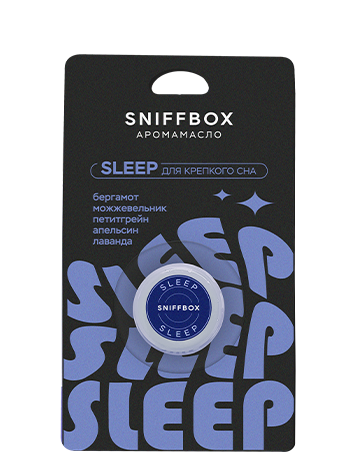 SNIFFBOX
АРОМАМАСЛО
SLEEP ДЛЯ КРЕПКОГО СНА
бергамот
можжевельник
петитгрейн
апельсин
лаванда
SLEEP
SLEEP
SNIFFBOX
SLEEP
SLEEP
SLEEP